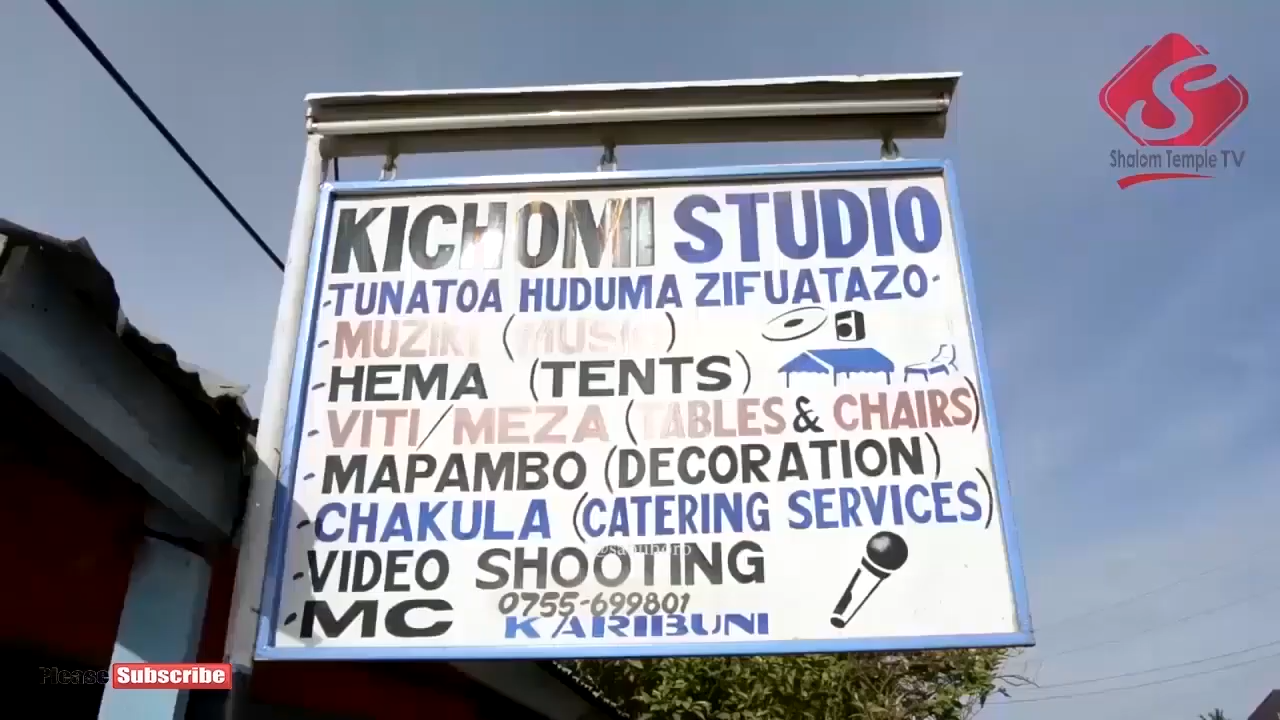 Shalom Temple TV
KICHOMI STUDIO
-TUNATOA HUDUMA ZIFUATAZO-
-MUZIKI (MUSIC)
-HEMA (TENTS)
-VITI/MEZA (TABLES & CHAIRS)
-MAPAMBO (DECORATION)
-CHAKULA (CATERING SERVICES)
-VIDEO SHOOTING
-MC 0755-699801
KARIBUNI
Please Subscribe